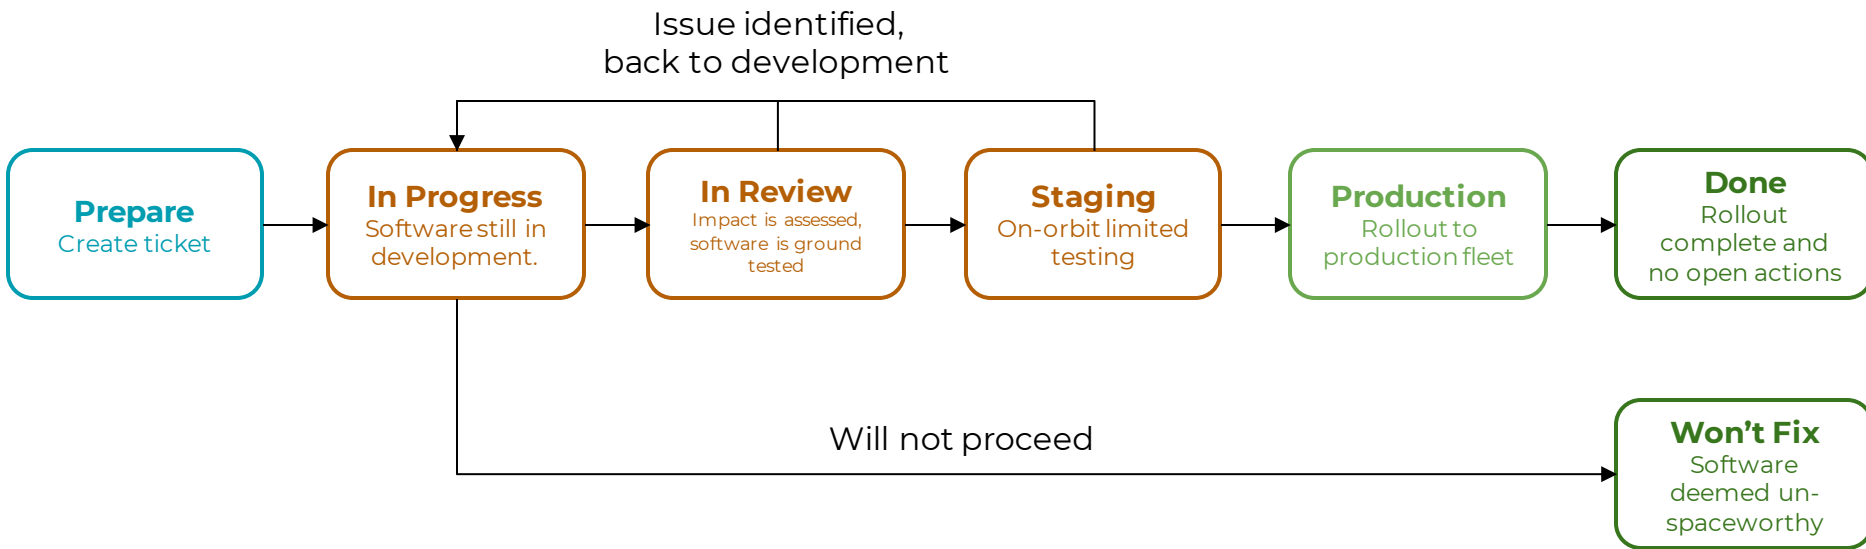 Issue identified,
back to development
Prepare
Create ticket
In Progress
Software still in
development.
In Review
Impact is assessed,
software is ground
tested
Staging
On-orbit limited
testing
Production
Rollout to
production fleet
Done
Rollout
complete and
no open actions
Will not proceed
Won’t Fix
Software
deemed un-
spaceworthy